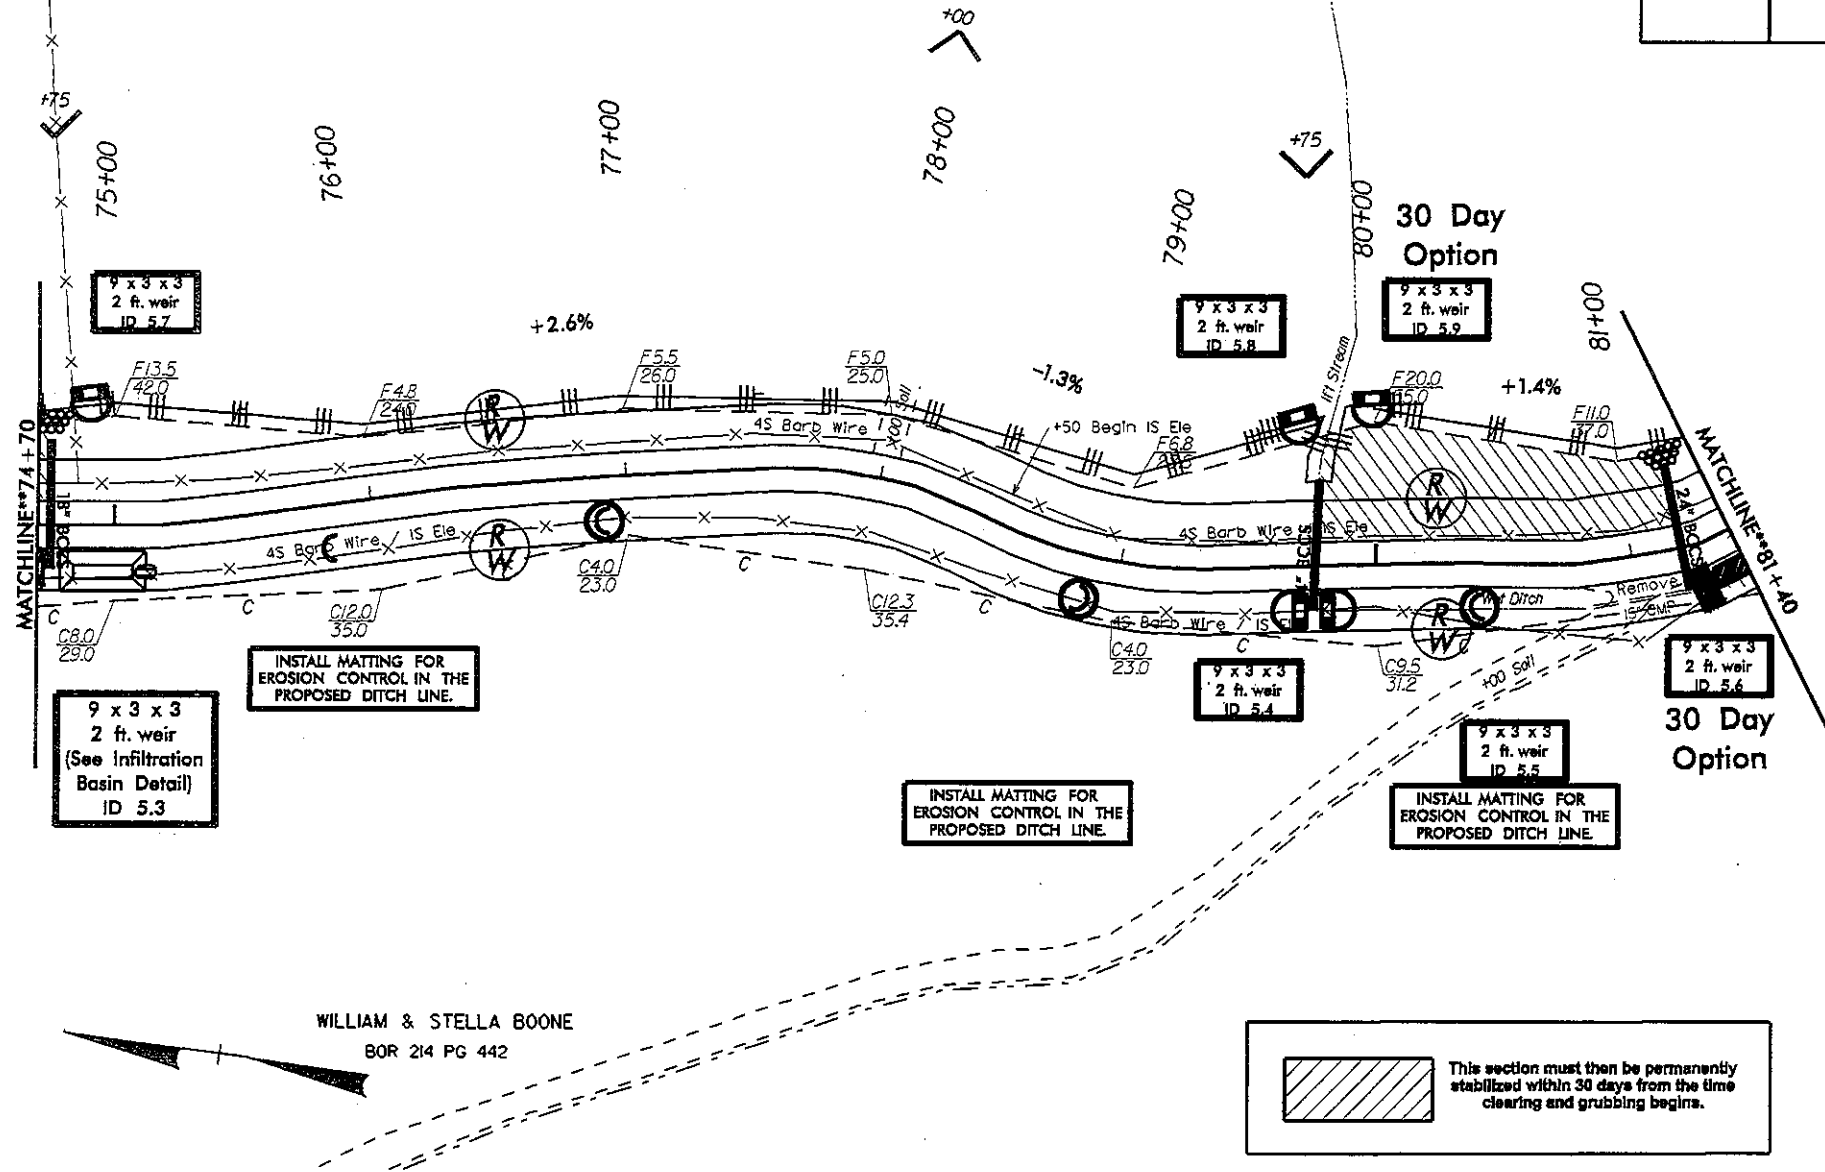 +00
+75
+75
75+00
76+00
77+00
78+00
79+00
80+00
81+00
30 Day
Option
9 x 3 x 3
2 ft. weir
ID 5.7
9 x 3 x 3
2 ft. weir
ID 5.8
9 x 3 x 3
2 ft. weir
ID 5.9
+2.6%
-1.3%
+1.4%
F13.5
42.0
F4.8
F5.5
26.0
F5.0
25.0
F6.8
F20.0
F11.0
37.0
1ft Stream
+00 Soil
4S Barb Wire
+50 Begin IS Ele
R
W
R
W
MATCHLINE**74+70
MATCHLINE**81+40
18" BCCS
BCCS
24" BCCS
4S Barb Wire
IS Ele
4S Barb Wire
IS Ele
4S Barb Wire
R
W
R
W
Wet Ditch
Remove
C
C8.0
29.0
C
C12.0
35.0
C4.0
23.0
C
C12.3
35.4
C
C4.0
23.0
C
C9.5
31.2
C
+00 Soil
INSTALL MATTING FOR
EROSION CONTROL IN THE
PROPOSED DITCH LINE.
9 x 3 x 3
2 ft. weir
(See Infiltration
Basin Detail)
ID 5.3
9 x 3 x 3
2 ft. weir
ID 5.4
9 x 3 x 3
2 ft. weir
ID 5.6
30 Day
Option
9 x 3 x 3
2 ft. weir
ID 5.5
INSTALL MATTING FOR
EROSION CONTROL IN THE
PROPOSED DITCH LINE.
INSTALL MATTING FOR
EROSION CONTROL IN THE
PROPOSED DITCH LINE.
WILLIAM & STELLA BOONE
BOR 214 PG 442
This section must then be permanently
stabilized within 30 days from the time
clearing and grubbing begins.